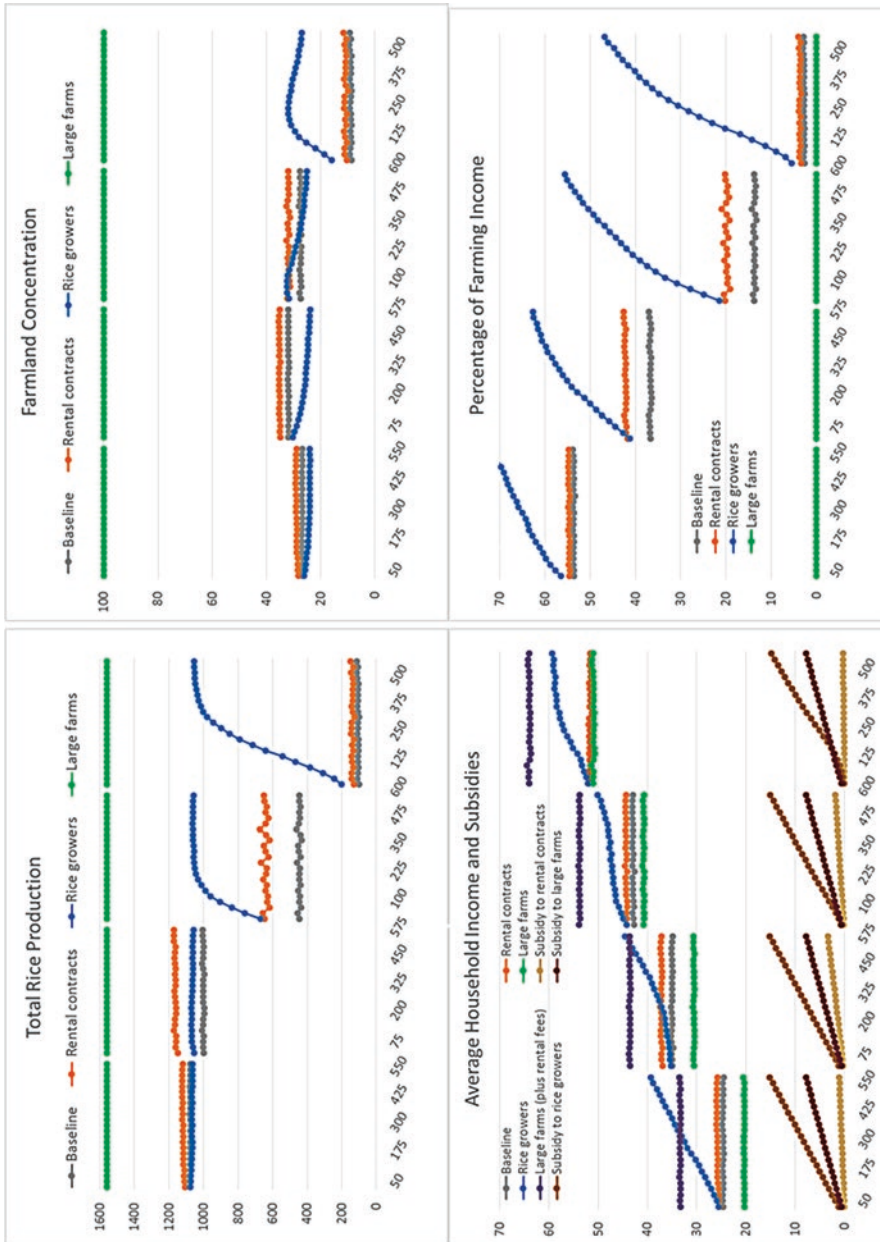 Total Rice Production
Baseline Rental contracts Rice growers Large farms
1600
1400
1200
1000
800
600
400
200
0
50 175 300 425 550 75 200 325 450 575 100 225 350 475 600 125 250 375 500
Farmland Concentration
Baseline Rental contracts Rice growers Large farms
100
80
60
40
20
0
50 175 300 425 550 75 200 325 450 575 100 225 350 475 600 125 250 375 500
Average Household Income and Subsidies
Baseline Rental contracts
Rice growers Large farms
Large farms (plus rental fees) Subsidy to rental contracts
Subsidy to rice growers Subsidy to large farms
70
60
50
40
30
20
10
0
50 175 300 425 550 75 200 325 450 575 100 225 350 475 600 125 250 375 500
Percentage of Farming Income
70
60
50
40
30
20
10
0
Baseline
Rental contracts
Rice growers
Large farms
50 175 300 425 550 75 200 325 450 575 100 225 350 475 600 125 250 375 500